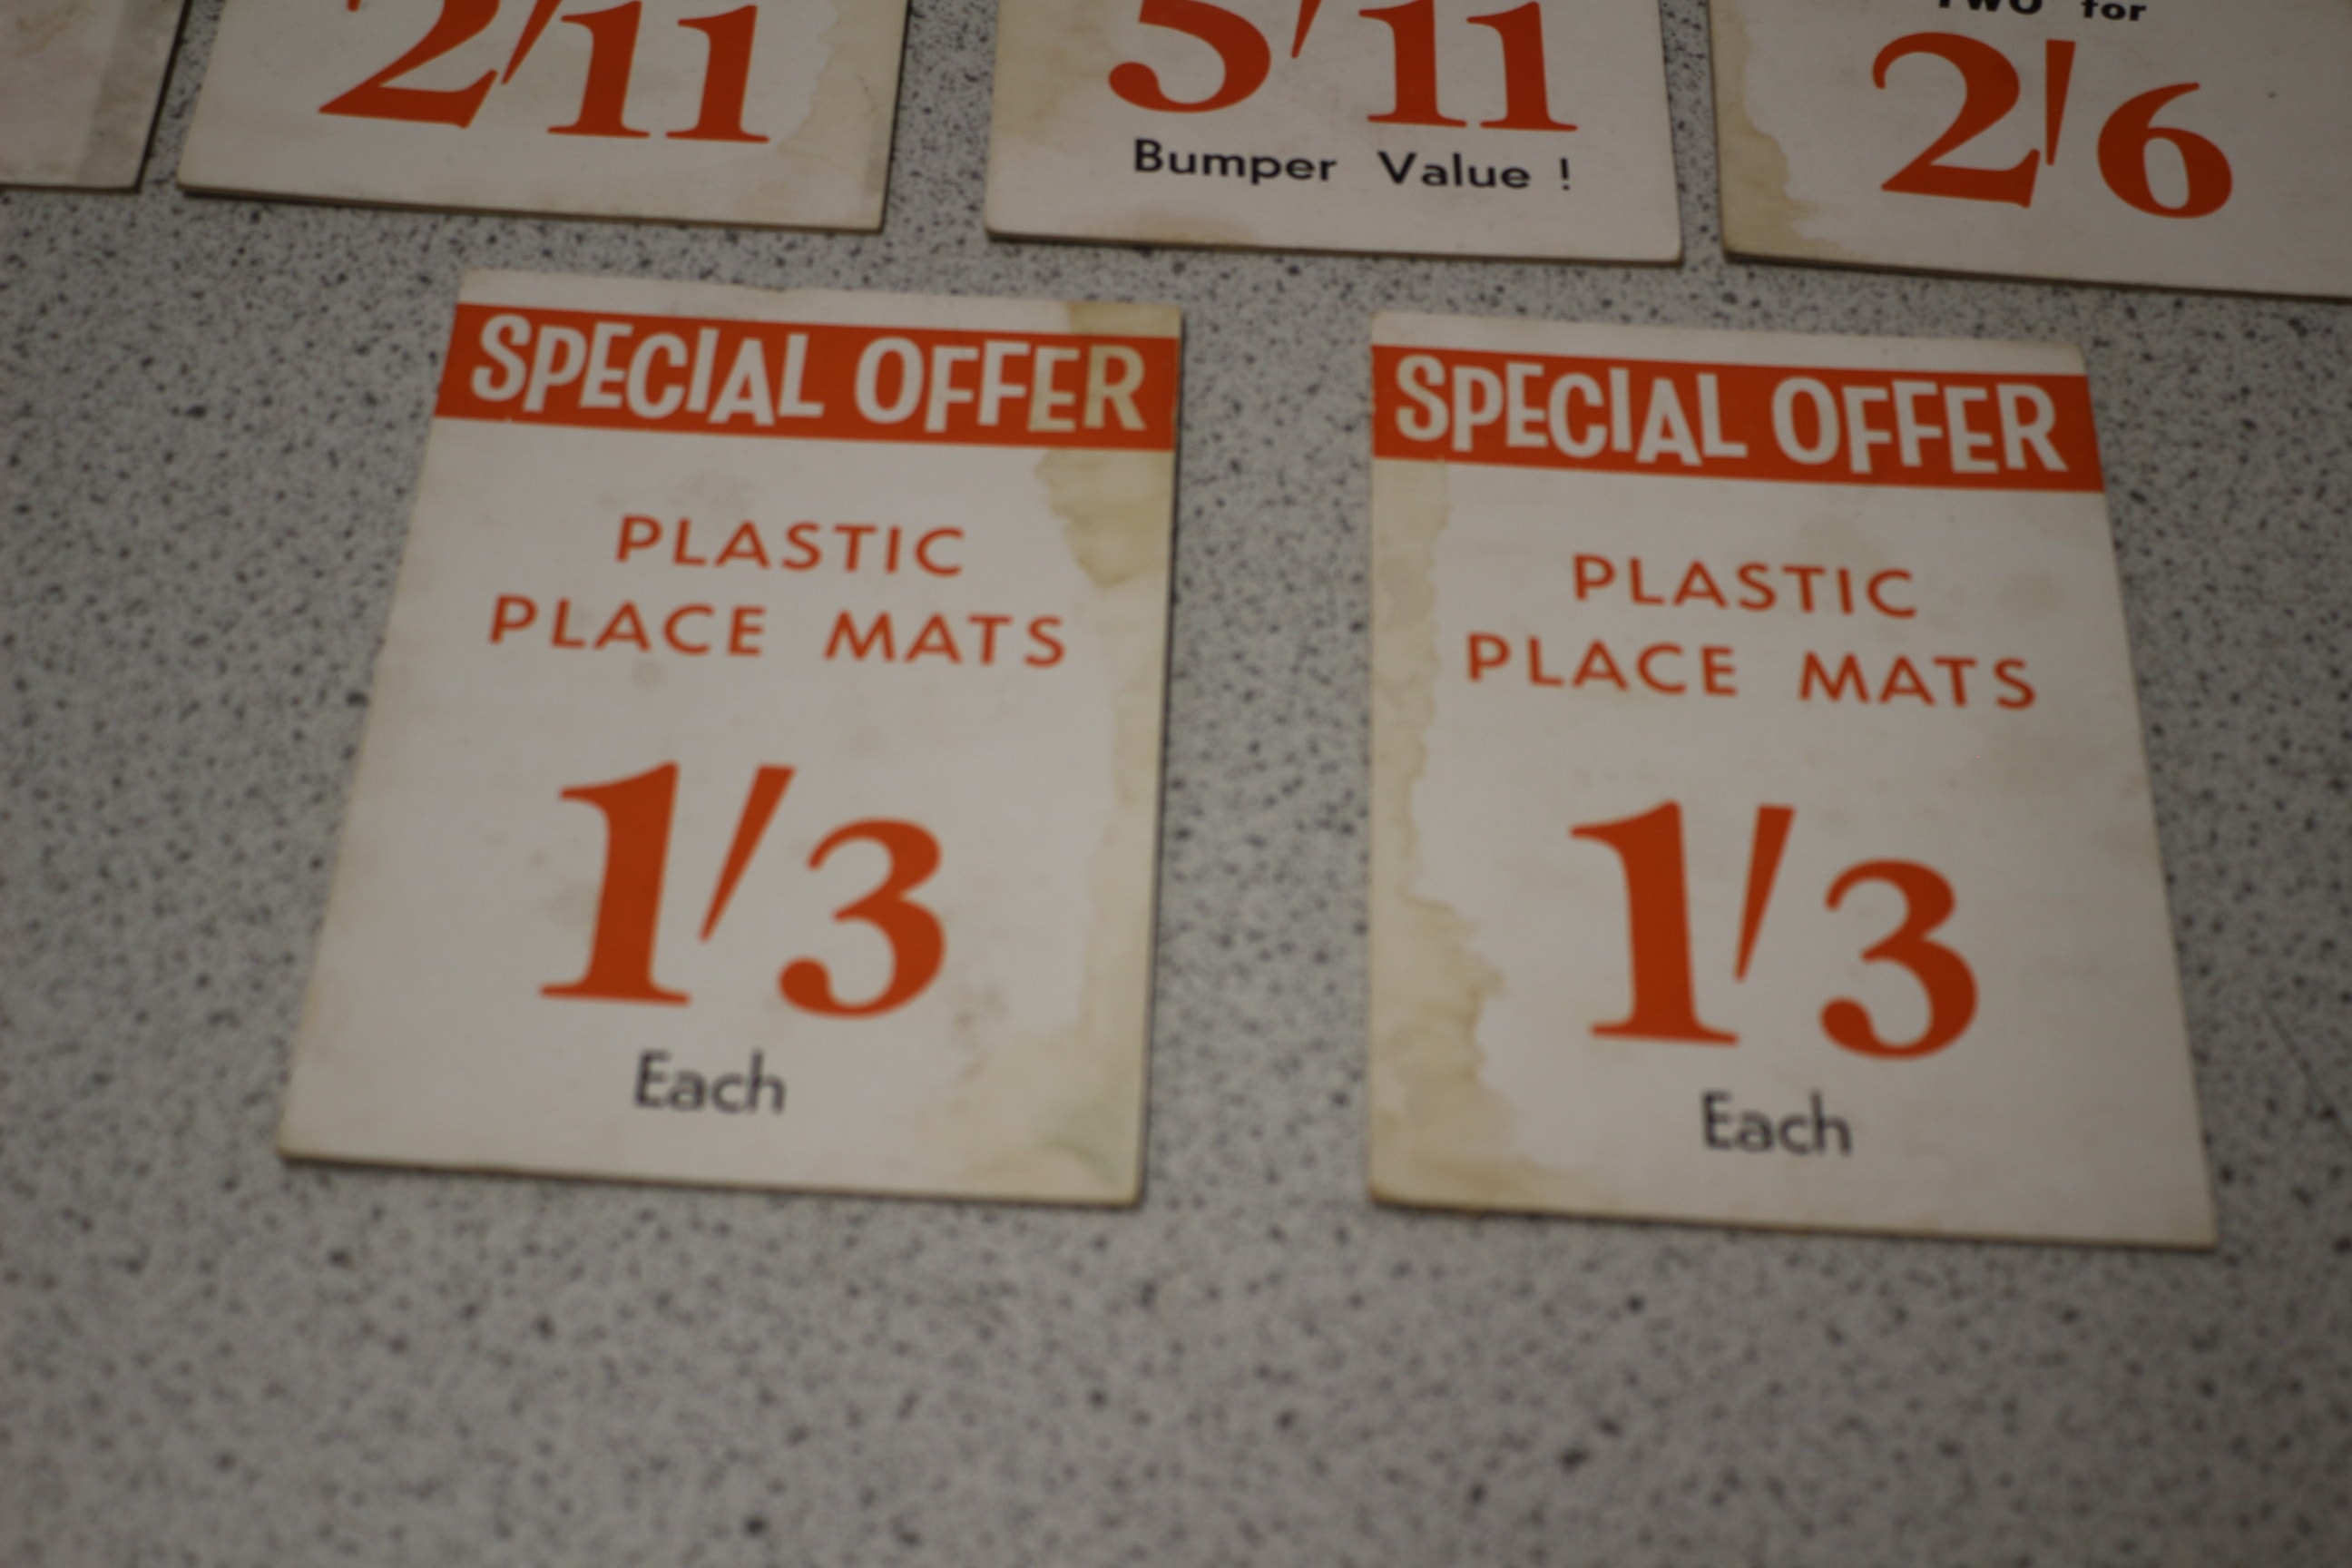 2/11
5/11
Bumper Value !
TWO for
2/6
SPECIAL OFFER
PLASTIC
PLACE MATS
1/3
Each
SPECIAL OFFER
PLASTIC
PLACE MATS
1/3
Each